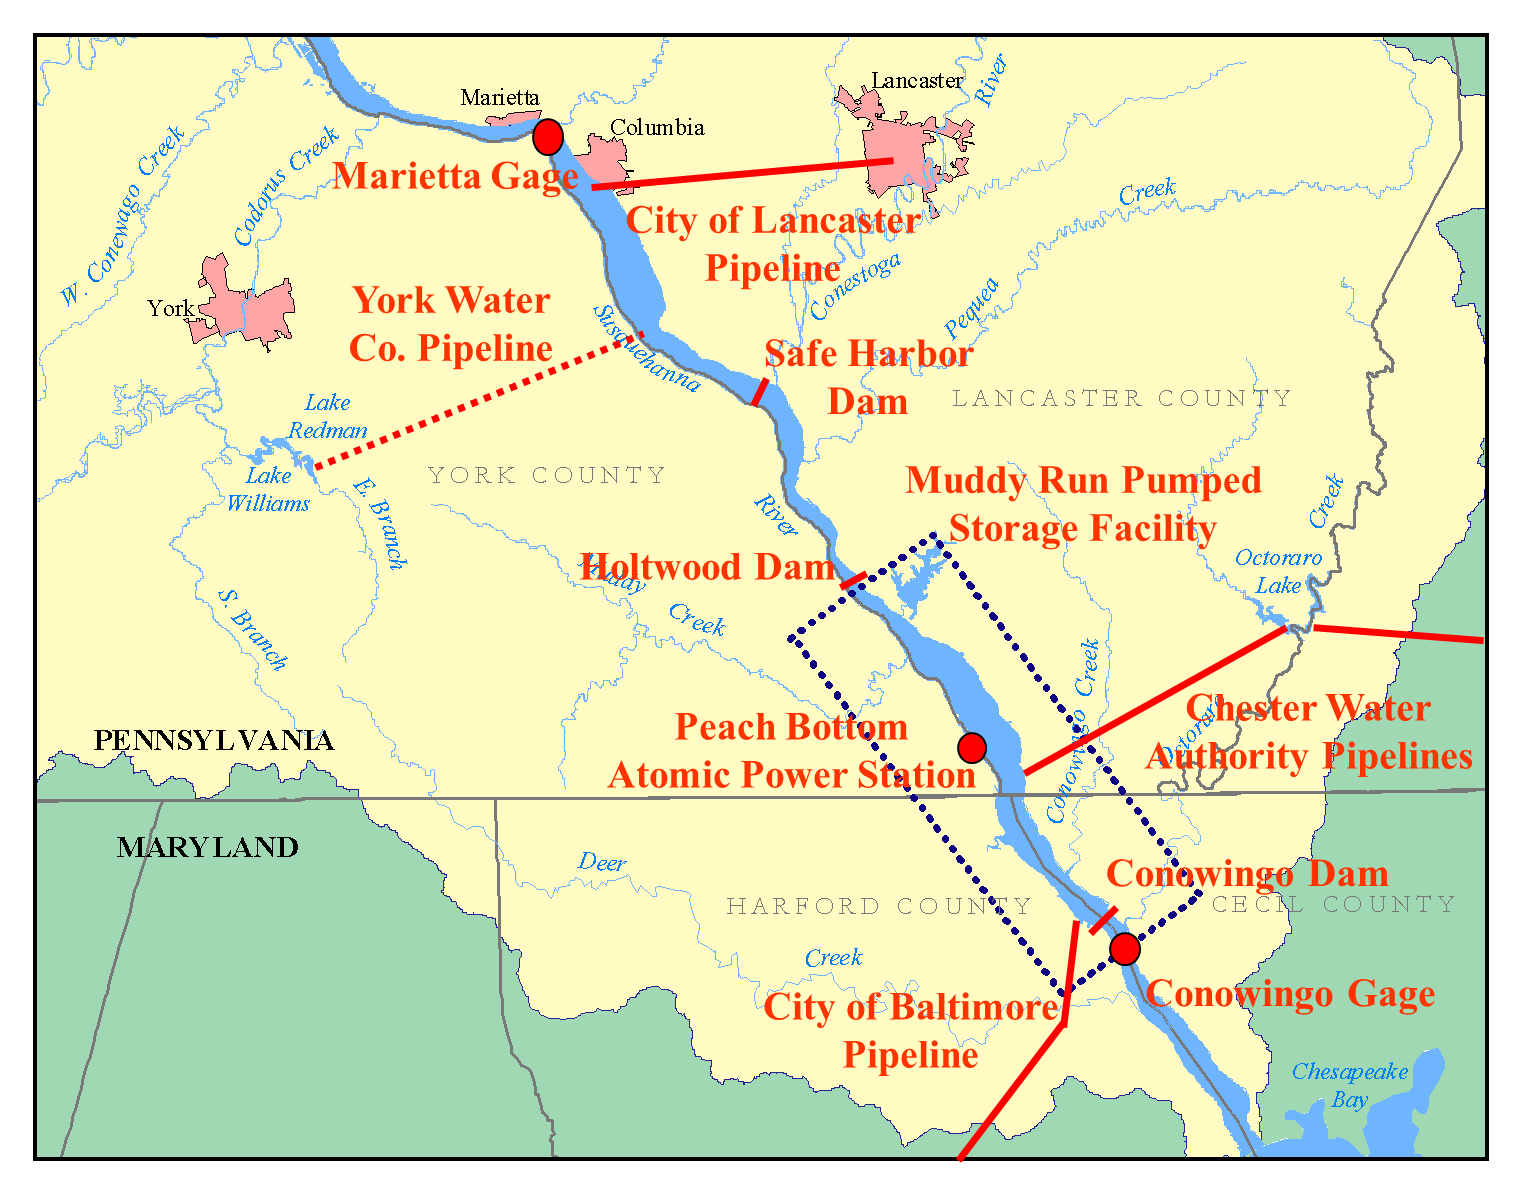 Marietta
Lancaster
River
Columbia
W. Conewago Creek
Codorus Creek
Marietta Gage
Creek
City of Lancaster
Pipeline
Conestoga
York
York Water
Co. Pipeline
Pequea
Susquehanna
Safe Harbor
Dam
LANCASTER COUNTY
Lake
Redman
YORK COUNTY
Lake
Williams
E. Branch
River
Muddy Run Pumped
Storage Facility
Creek
Octoraro
Lake
Holtwood Dam
Muddy
Creek
S. Branch
Conowingo Creek
Peach Bottom
Atomic Power Station
Chester Water
Authority Pipelines
Octoraro
PENNSYLVANIA
MARYLAND
Deer
Conowingo Dam
HARFORD COUNTY
CECIL COUNTY
Creek
City of Baltimore
Pipeline
Conowingo Gage
Chesapeake
Bay